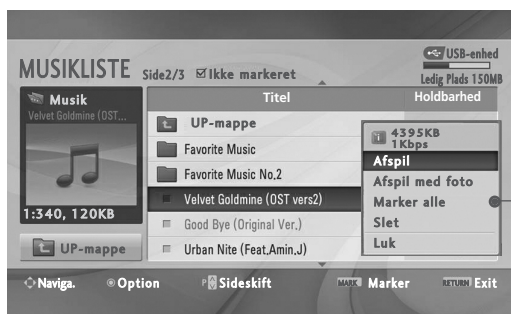 MUSIKLISTE Side2/3 Ikke markeret
USB-enhed
Ledig Plads 150MB
Musik
Velvet Goldmine (OST...
1:340, 120KB
UP-mappe
Titel Holdbarhed
UP-mappe
Favorite Music
Favorite Music No.2
Velvet Goldmine (OST vers2)
Good Bye (Original Ver.)
Urban Nite (Feat,Amin,J)
4395KB
1Kbps
Afspil
Afspil med foto
Marker alle
Slet
Luk
Naviga. Option P Sideskift MARK Marker RETURN Exit